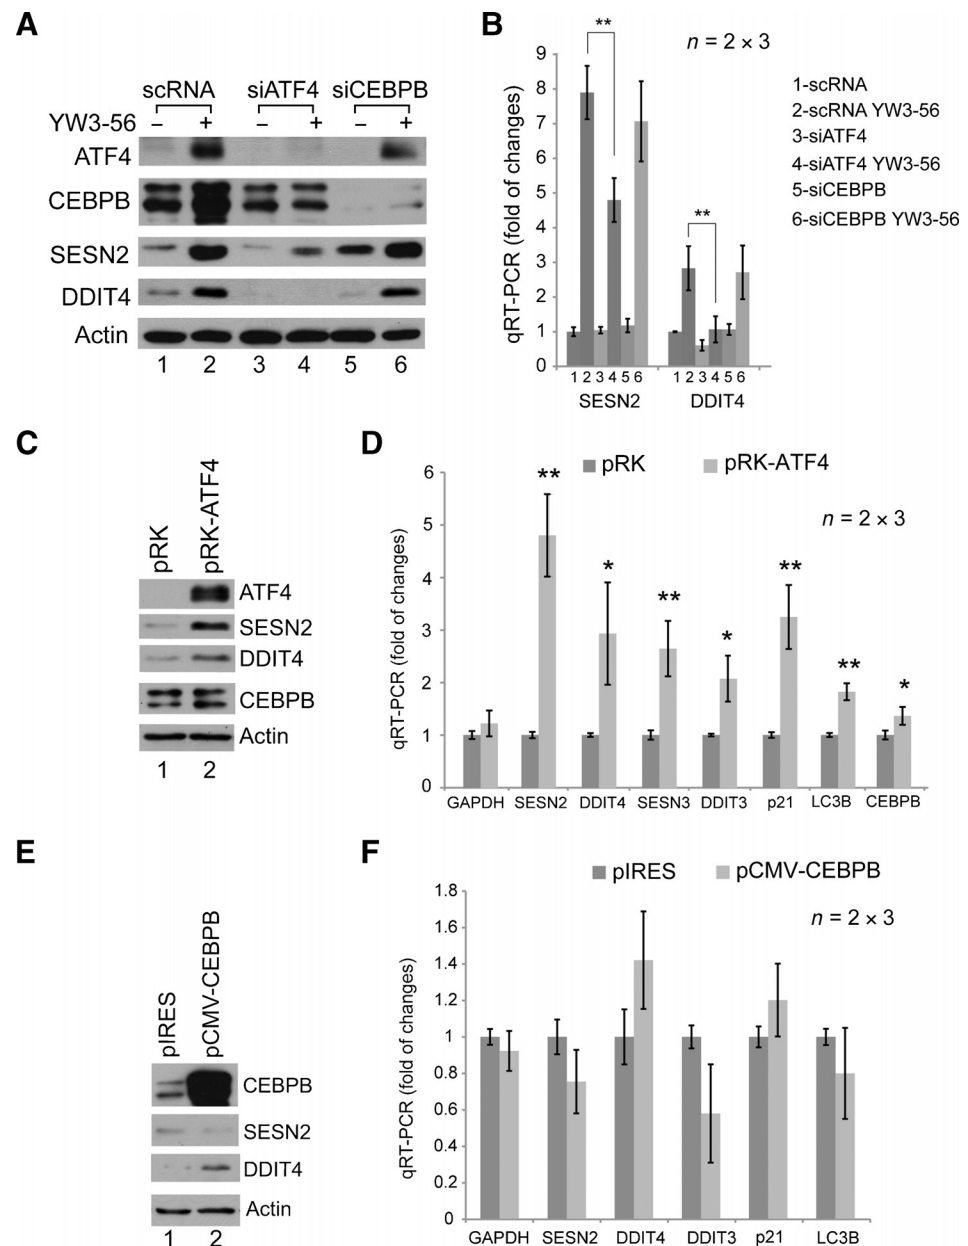 A
scRNA siATF4 siCEBPB
YW3-56 – + – + – +
ATF4
CEBPB
SESN2
DDIT4
Actin
1 2 3 4 5 6
B
n = 2 × 3
** **
qRT-PCR (fold of changes)
9
8
7
6
5
4
3
2
1
0
1 2 3 4 5 6 1 2 3 4 5 6
SESN2 DDIT4
1-scRNA
2-scRNA YW3-56
3-siATF4
4-siATF4 YW3-56
5-siCEBPB
6-siCEBPB YW3-56
C
pRK pRK-ATF4
ATF4
SESN2
DDIT4
CEBPB
Actin
1 2
D
pRK pRK-ATF4
n = 2 × 3
** * ** * ** ** *
qRT-PCR (fold of changes)
6
5
4
3
2
1
0
GAPDH SESN2 DDIT4 SESN3 DDIT3 p21 LC3B CEBPB
E
pIRES pCMV-CEBPB
CEBPB
SESN2
DDIT4
Actin
1 2
F
pIRES pCMV-CEBPB
n = 2 × 3
qRT-PCR (fold of changes)
1.8
1.6
1.4
1.2
1
0.8
0.6
0.4
0.2
0
GAPDH SESN2 DDIT4 DDIT3 p21 LC3B